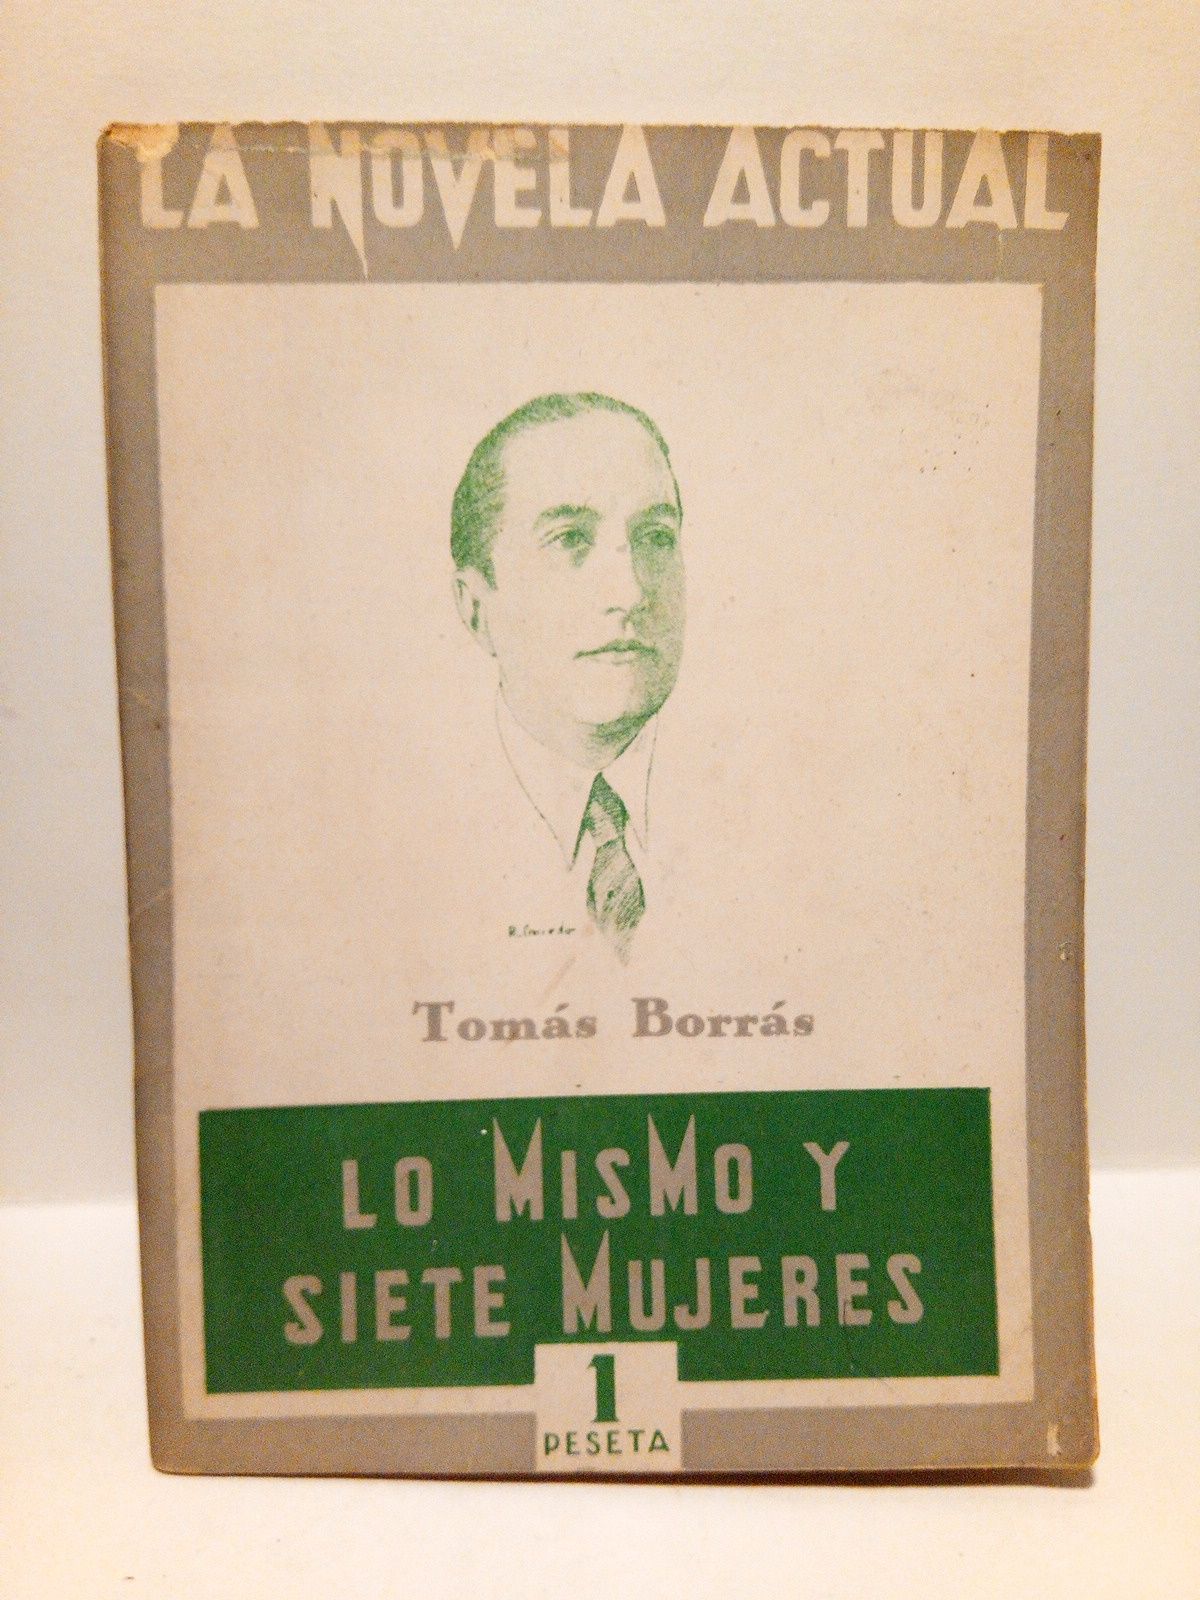 LA NOVELA ACTUAL
Tomás Borrás
LO MISMO Y
SIETE MUJERES
1
PESETA